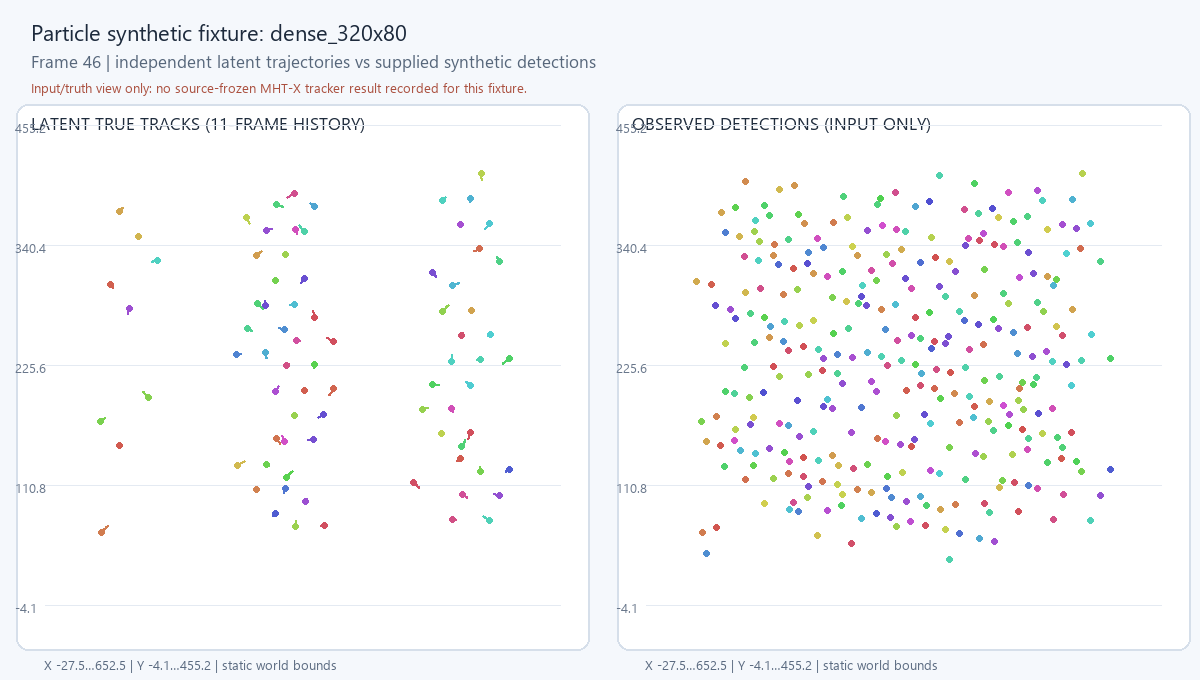 Particle synthetic fixture: dense_320x80
Frame 46 | independent latent trajectories vs supplied synthetic detections
Input/truth view only: no source-frozen MHT-X tracker result recorded for this fixture.
LATENT TRUE TRACKS (11-FRAME HISTORY)
455.2
340.4
225.6
110.8
-4.1
X -27.5...652.5 | Y -4.1...455.2 | static world bounds
OBSERVED DETECTIONS (INPUT ONLY)
455.2
340.4
225.6
110.8
-4.1
X -27.5...652.5 | Y -4.1...455.2 | static world bounds